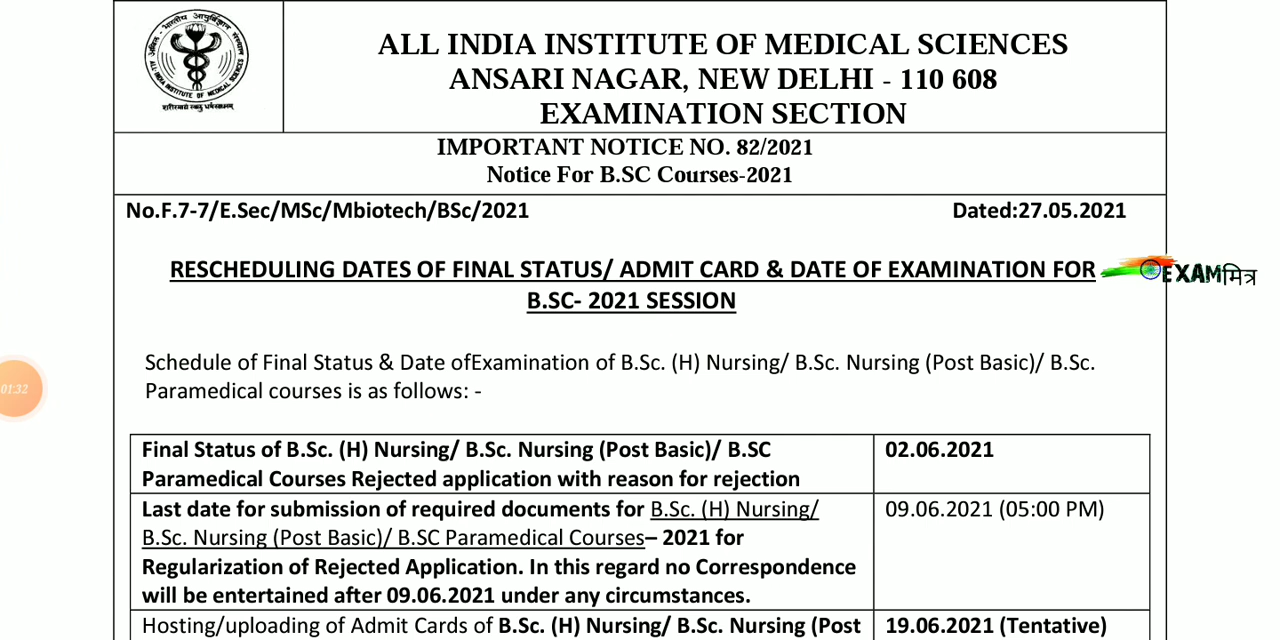 ALL INDIA INSTITUTE OF MEDICAL SCIENCES
ANSARI NAGAR, NEW DELHI - 110 608
EXAMINATION SECTION
IMPORTANT NOTICE NO. 82/2021
Notice For B.SC Courses-2021
No.F.7-7/E.Sec/MSc/Mbiotech/BSc/2021 Dated:27.05.2021
RESCHEDULING DATES OF FINAL STATUS/ ADMIT CARD & DATE OF EXAMINATION FOR
EXAMमित्र
B.SC- 2021 SESSION
Schedule of Final Status & Date ofExamination of B.Sc. (H) Nursing/ B.Sc. Nursing (Post Basic)/ B.Sc.
01:32
Paramedical courses is as follows: -
Final Status of B.Sc. (H) Nursing/ B.Sc. Nursing (Post Basic)/ B.SC 02.06.2021
Paramedical Courses Rejected application with reason for rejection
Last date for submission of required documents for B.Sc. (H) Nursing/ 09.06.2021 (05:00 PM)
B.Sc. Nursing (Post Basic)/ B.SC Paramedical Courses– 2021 for
Regularization of Rejected Application. In this regard no Correspondence
will be entertained after 09.06.2021 under any circumstances.
Hosting/uploading of Admit Cards of B.Sc. (H) Nursing/ B.Sc. Nursing (Post 19.06.2021 (Tentative)